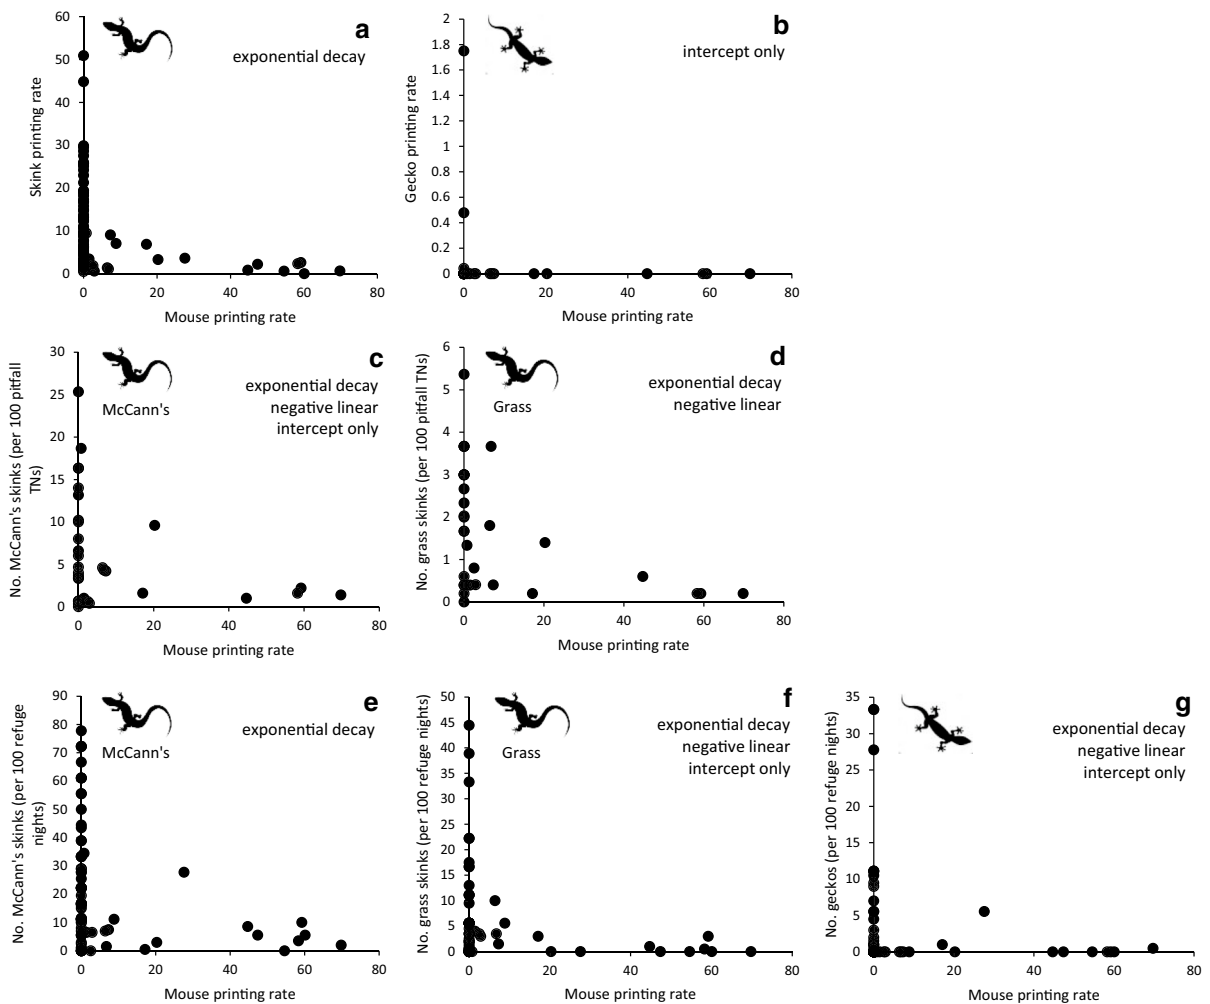 a
exponential decay
Skink printing rate
60
50
40
30
20
10
0
0 20 40 60 80
Mouse printing rate
b
intercept only
Gecko printing rate
2
1.8
1.6
1.4
1.2
1
0.8
0.6
0.4
0.2
0
0 20 40 60 80
Mouse printing rate
c
McCann's
exponential decay
negative linear
intercept only
No. McCann's skinks (per 100 pitfall
TNs)
30
25
20
15
10
5
0
0 20 40 60 80
Mouse printing rate
d
Grass
exponential decay
negative linear
No. grass skinks (per 100 pitfall TNs)
6
5
4
3
2
1
0
0 20 40 60 80
Mouse printing rate
e
McCann's
exponential decay
No. McCann's skinks (per 100 refuge
nights)
90
80
70
60
50
40
30
20
10
0
0 20 40 60 80
Mouse printing rate
f
Grass
exponential decay
negative linear
intercept only
No. grass skinks (per 100 refuge nights)
50
45
40
35
30
25
20
15
10
5
0
0 20 40 60 80
Mouse printing rate
g
exponential decay
negative linear
intercept only
No. geckos (per 100 refuge nights)
35
30
25
20
15
10
5
0
0 20 40 60 80
Mouse printing rate